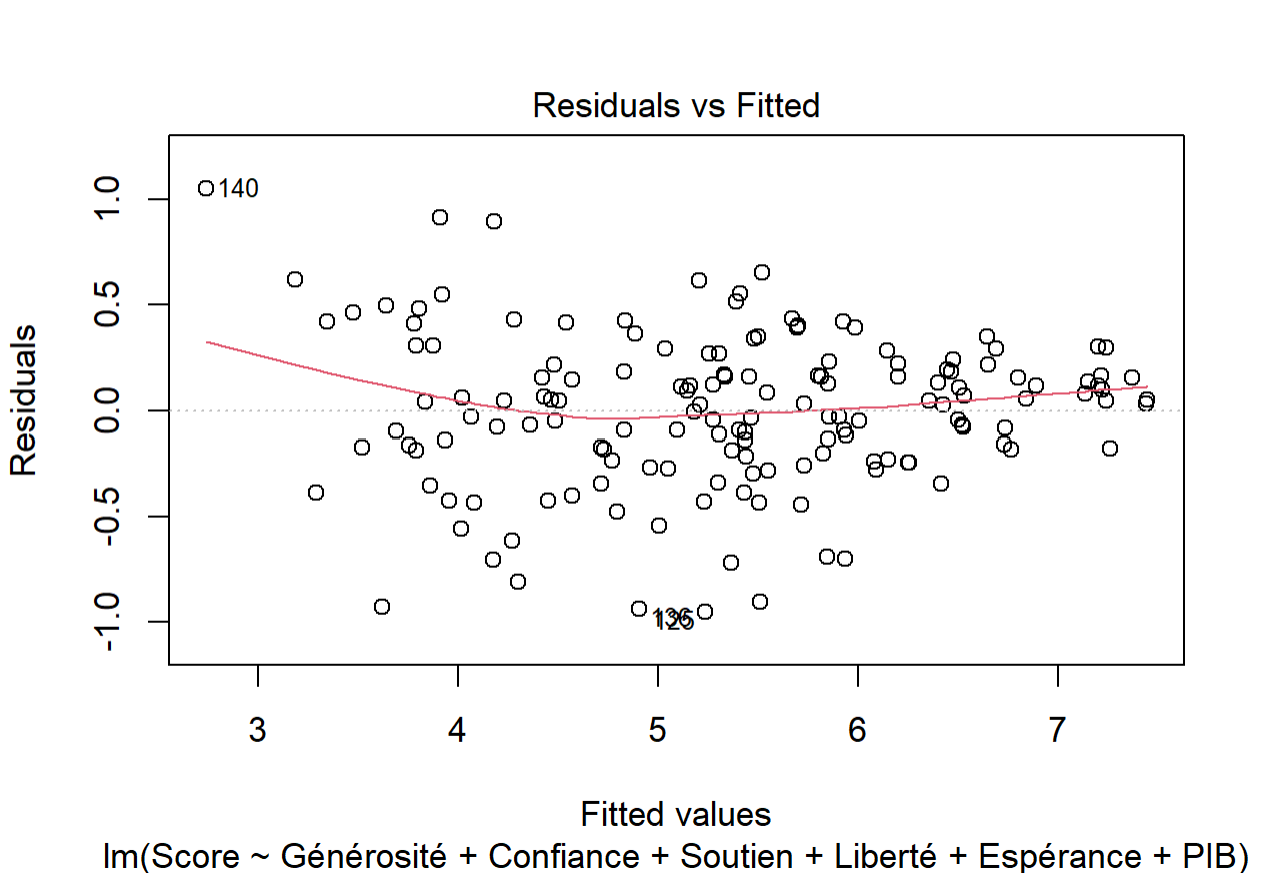 Residuals vs Fitted
Residuals
1.0
0.5
0.0
-0.5
-1.0
140
125
3 4 5 6 7
Fitted values
lm(Score ~ Générosité + Confiance + Soutien + Liberté + Espérance + PIB)